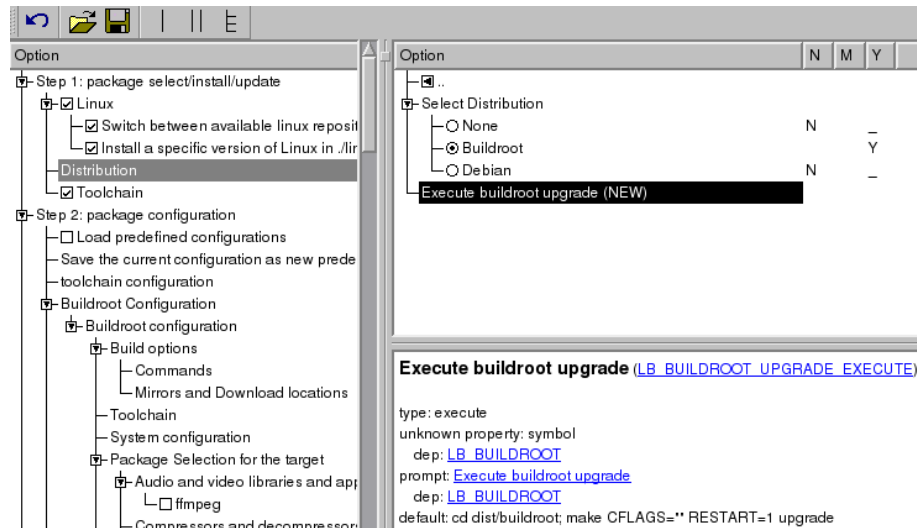 Option
Step 1: package select/install/update
Linux
Switch between available linux reposit
Install a specific version of Linux in ./lir
Distribution
Toolchain
Step 2: package configuration
Load predefined configurations
Save the current configuration as new prede
toolchain configuration
Buildroot Configuration
Buildroot configuration
Build options
Commands
Mirrors and Download locations
Toolchain
System configuration
Package Selection for the target
Audio and video libraries and app
ffmpeg
Compressors and decompressor
Option N M Y
..
Select Distribution
None N _
Buildroot Y
Debian N _
Execute buildroot upgrade (NEW)
Execute buildroot upgrade (LB_BUILDROOT_UPGRADE_EXECUTE)
type: execute
unknown property: symbol
dep: LB_BUILDROOT
prompt: Execute buildroot upgrade
dep: LB_BUILDROOT
default: cd dist/buildroot; make CFLAGS="" RESTART=1 upgrade